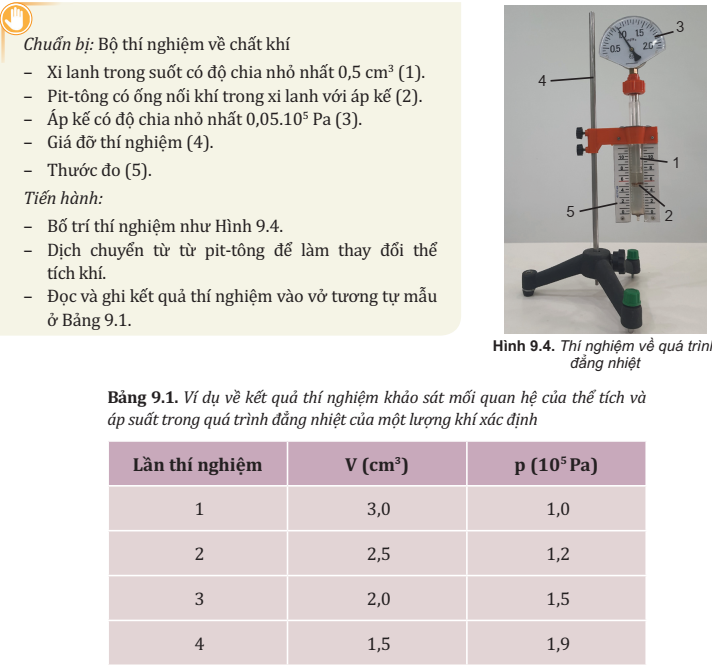 Chuẩn bị: Bộ thí nghiệm về chất khí
– Xi lanh trong suốt có độ chia nhỏ nhất 0,5 cm³ (1).
– Pit-tông có ống nối khí trong xi lanh với áp kế (2).
– Áp kế có độ chia nhỏ nhất 0,05.10⁵ Pa (3).
– Giá đỡ thí nghiệm (4).
– Thước đo (5).
Tiến hành:
– Bố trí thí nghiệm như Hình 9.4.
– Dịch chuyển từ từ pit-tông để làm thay đổi thể
tích khí.
– Đọc và ghi kết quả thí nghiệm vào vở tương tự mẫu
ở Bảng 9.1.
0.5 1.0 1.5 2.0
3
4
1
5
2
Hình 9.4. Thí nghiệm về quá trìn
đẳng nhiệt
Bảng 9.1. Ví dụ về kết quả thí nghiệm khảo sát mối quan hệ của thể tích và
áp suất trong quá trình đẳng nhiệt của một lượng khí xác định
Lần thí nghiệm V (cm³) p (10⁵ Pa)
1 3,0 1,0
2 2,5 1,2
3 2,0 1,5
4 1,5 1,9